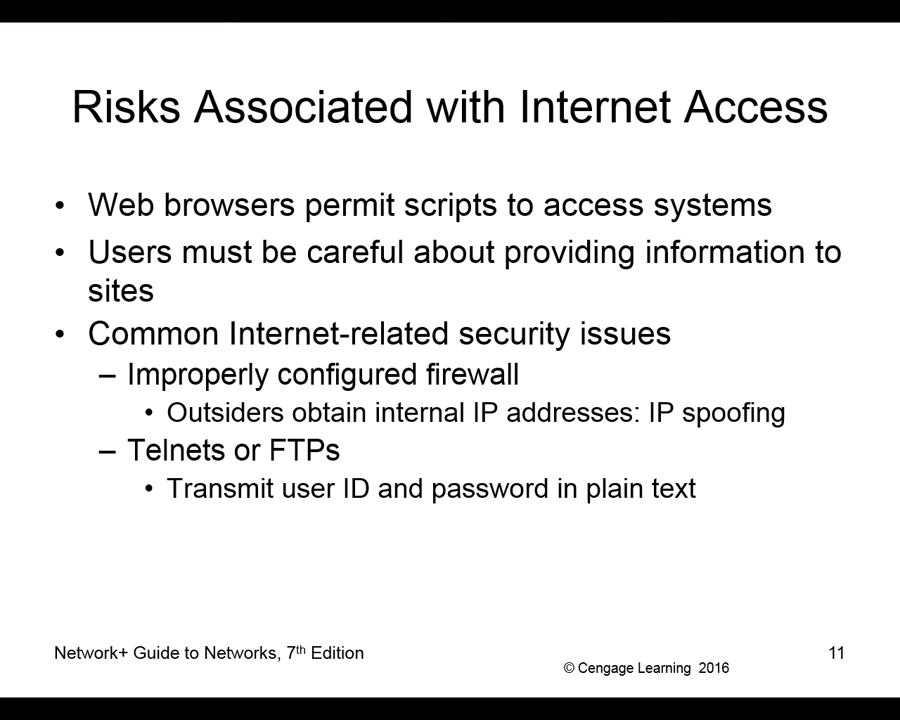 Risks Associated with Internet Access
• Web browsers permit scripts to access systems
• Users must be careful about providing information to
sites
• Common Internet-related security issues
– Improperly configured firewall
• Outsiders obtain internal IP addresses: IP spoofing
– Telnets or FTPs
• Transmit user ID and password in plain text
Network+ Guide to Networks, 7th Edition
© Cengage Learning 2016
11